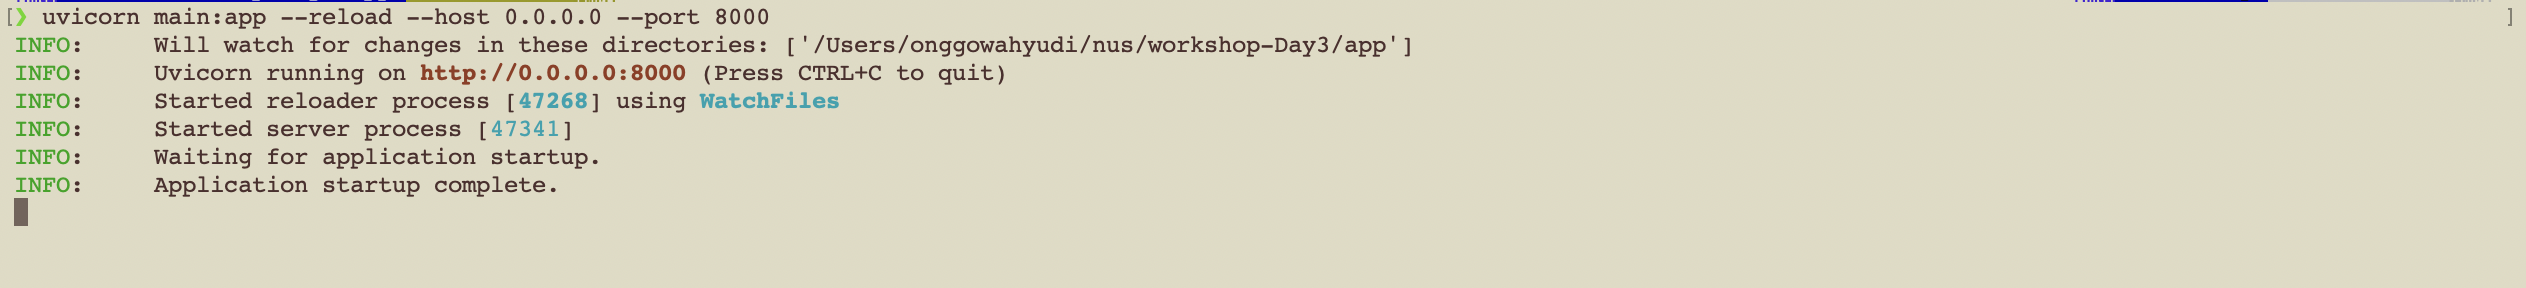 [❯ uvicorn main:app --reload --host 0.0.0.0 --port 8000 ]
INFO:     Will watch for changes in these directories: ['/Users/onggowahyudi/nus/workshop-Day3/app']
INFO:     Uvicorn running on http://0.0.0.0:8000 (Press CTRL+C to quit)
INFO:     Started reloader process [47268] using WatchFiles
INFO:     Started server process [47341]
INFO:     Waiting for application startup.
INFO:     Application startup complete.